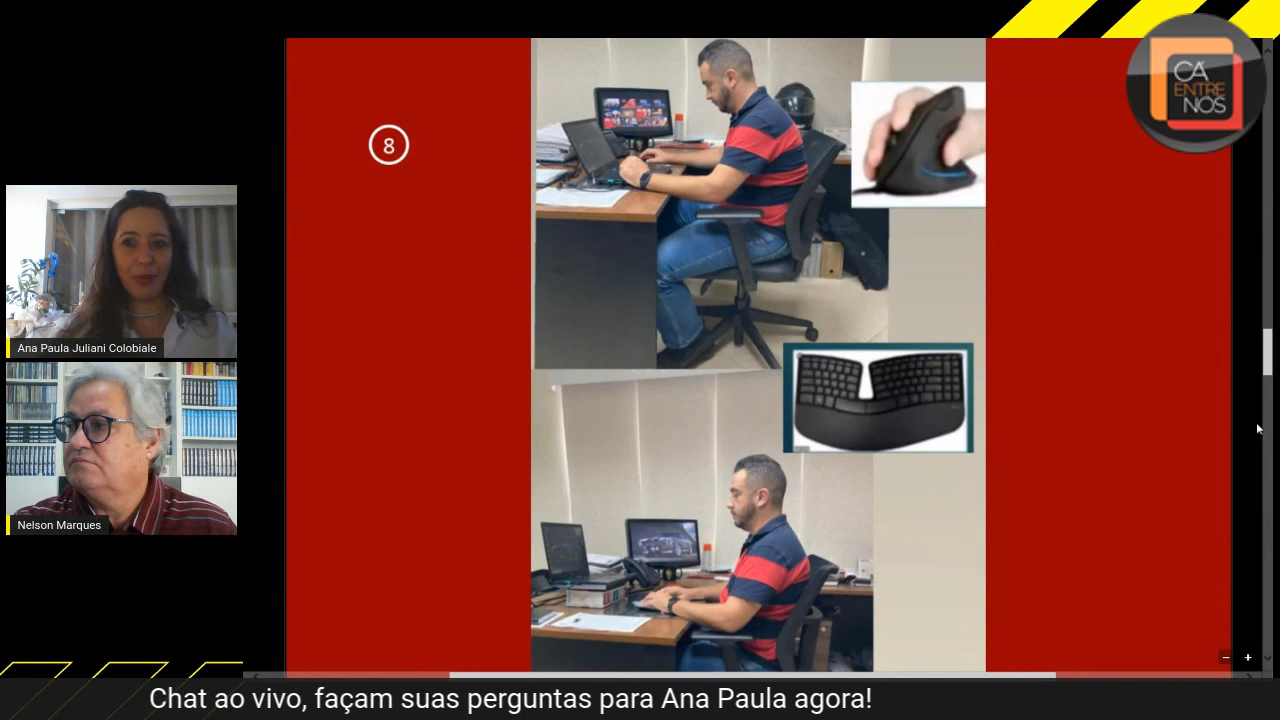 CÁ
ENTRE
NÓS
8
Ana Paula Juliani Colobiale
Nelson Marques
Chat ao vivo, façam suas perguntas para Ana Paula agora!